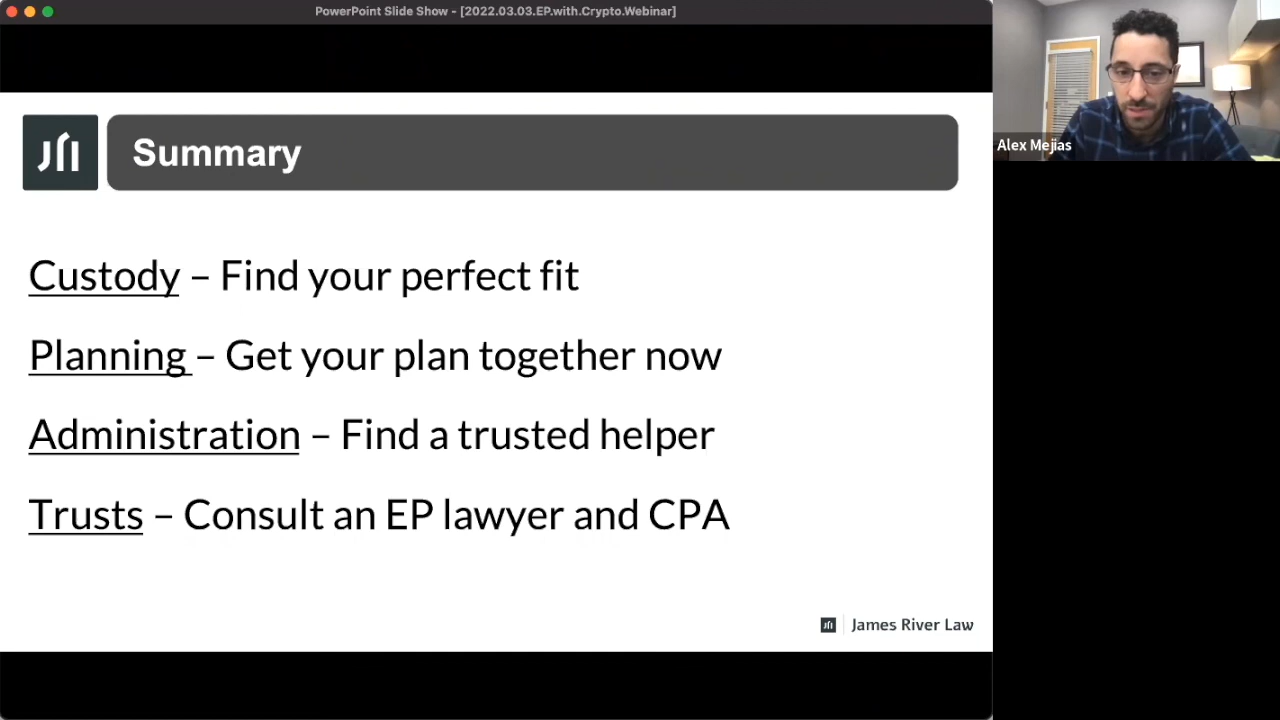 PowerPoint Slide Show - [2022.03.03.EP.with.Crypto.Webinar]
Summary
Custody – Find your perfect fit
Planning – Get your plan together now
Administration – Find a trusted helper
Trusts – Consult an EP lawyer and CPA
James River Law
Alex Mejias